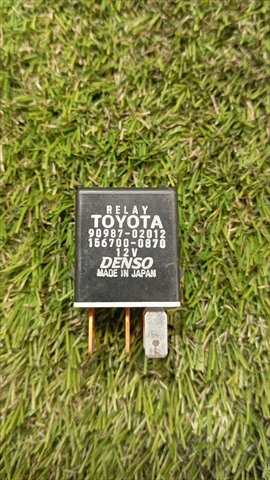 RELAY
TOYOTA
90987-02012
156700-0870
12V
DENSO
MADE IN JAPAN